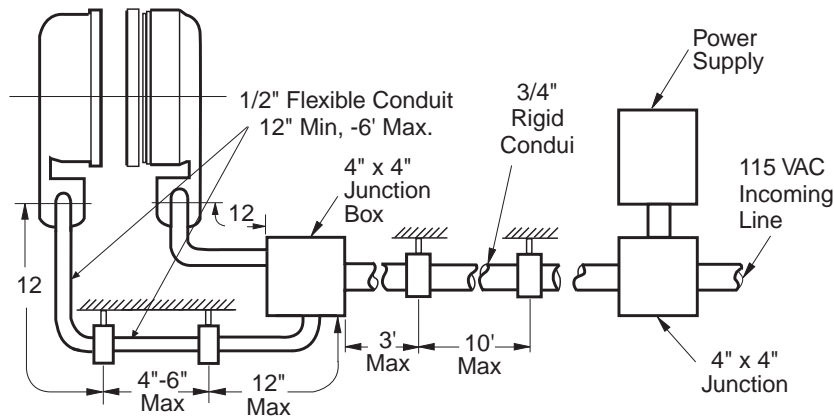 Power
Supply
1/2" Flexible Conduit
12" Min, -6' Max.
3/4"
Rigid
Condui
4" x 4"
Junction
Box
115 VAC
Incoming
Line
12
12
3'
Max
10'
Max
4"-6"
Max
12"
Max
4" x 4"
Junction